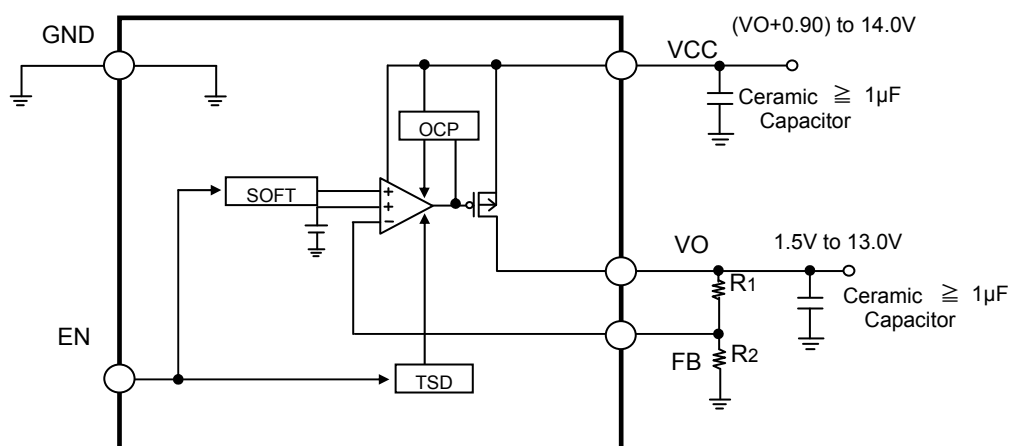 GND
VCC
(VO+0.90) to 14.0V
Ceramic ≧ 1µF
Capacitor
OCP
SOFT
+
+
−
VO
1.5V to 13.0V
R1
Ceramic ≧ 1µF
Capacitor
EN
FB
R2
TSD